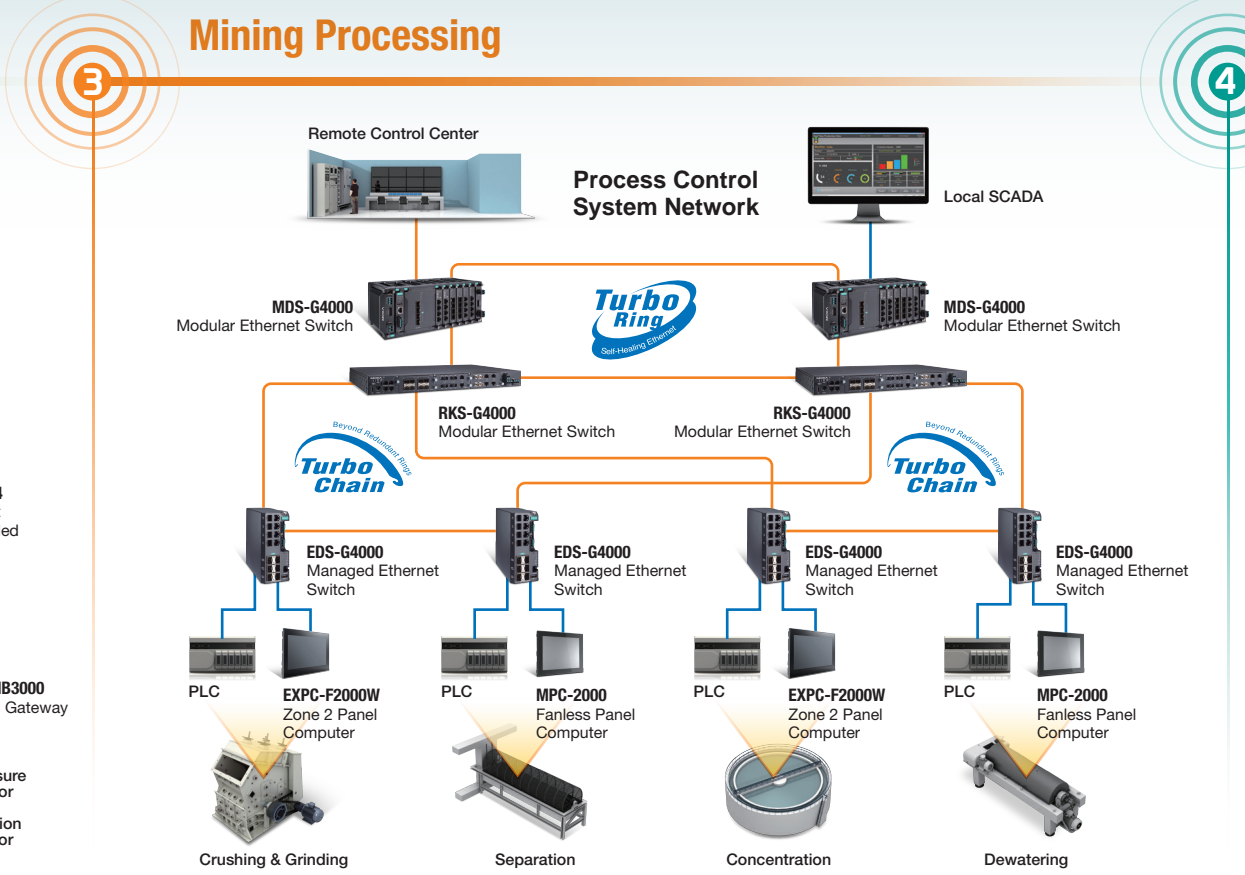 Mining Processing
3
4
Remote Control Center
Process Control
System Network
Local SCADA
MDS-G4000
Modular Ethernet Switch
Turbo
Ring
Self-Healing Ethernet
MDS-G4000
Modular Ethernet Switch
RKS-G4000
Modular Ethernet Switch
RKS-G4000
Modular Ethernet Switch
Beyond Redundant Rings
Turbo
Chain
Beyond Redundant Rings
Turbo
Chain
EDS-G4000
Managed Ethernet
Switch
EDS-G4000
Managed Ethernet
Switch
EDS-G4000
Managed Ethernet
Switch
EDS-G4000
Managed Ethernet
Switch
PLC
EXPC-F2000W
Zone 2 Panel
Computer
PLC
MPC-2000
Fanless Panel
Computer
PLC
EXPC-F2000W
Zone 2 Panel
Computer
PLC
MPC-2000
Fanless Panel
Computer
B3000
Gateway
Crushing & Grinding
Separation
Concentration
Dewatering